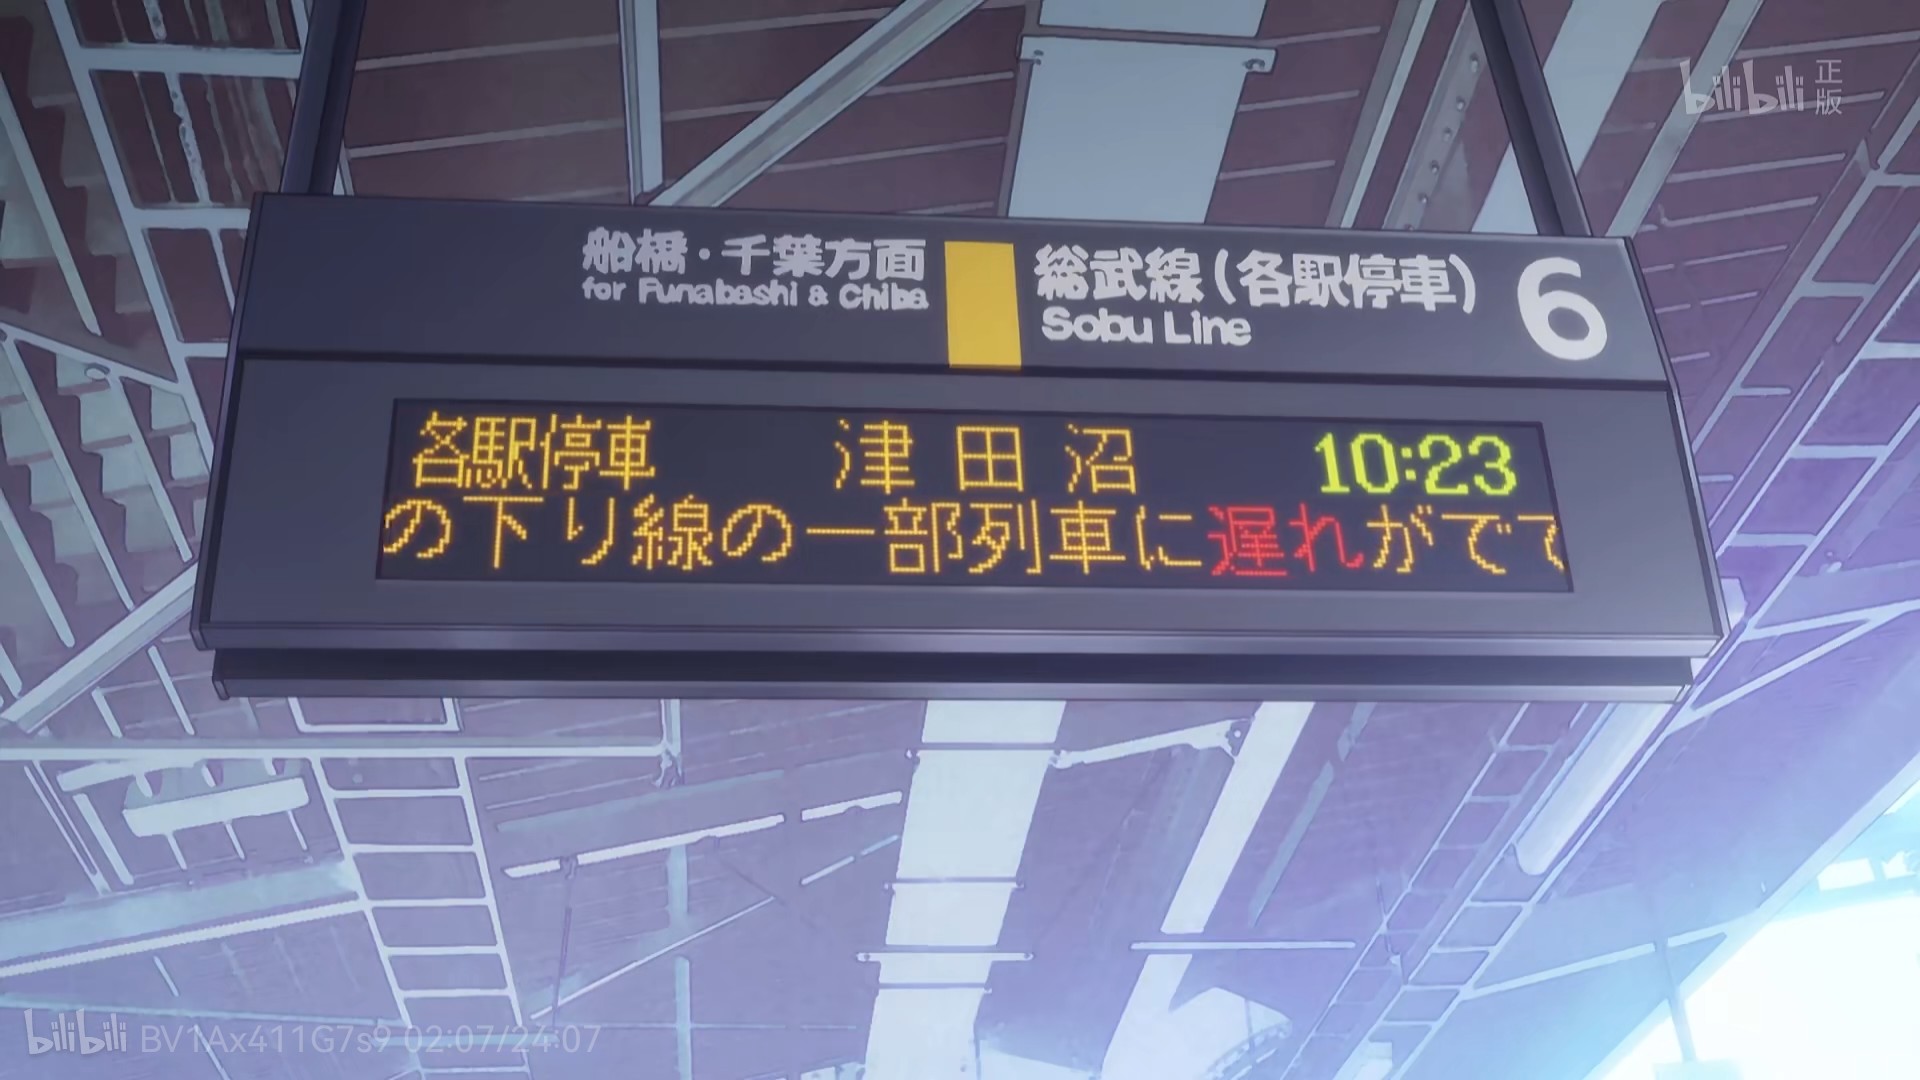 bilibili 正版
船橋・千葉方面
for Funabashi & Chiba
総武線(各駅停車)
Sobu Line
6
各駅停車 津田沼 10:23
の下り線の一部列車に遅れがでて
bilibili BV1Ax411G7s9 02:07/24:07